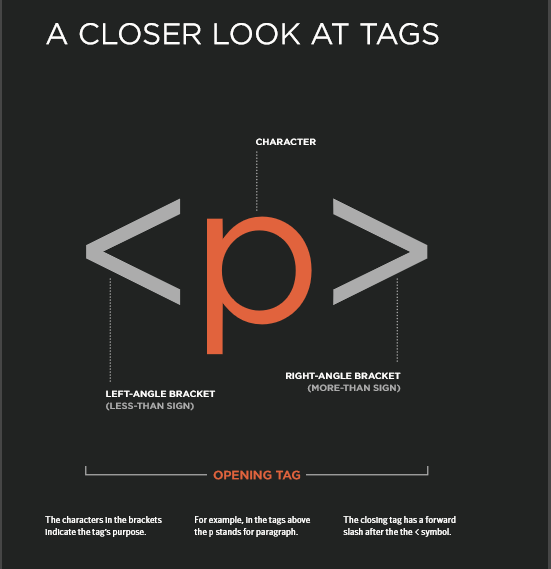 A CLOSER LOOK AT TAGS
CHARACTER
<p>
LEFT-ANGLE BRACKET
(LESS-THAN SIGN)
RIGHT-ANGLE BRACKET
(MORE-THAN SIGN)
OPENING TAG
The characters in the brackets
indicate the tag's purpose.
For example, in the tags above
the p stands for paragraph.
The closing tag has a forward
slash after the the < symbol.